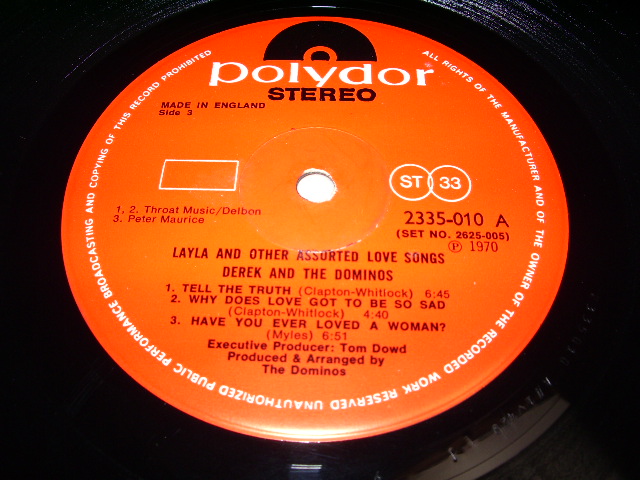 polydor
STEREO
MADE IN ENGLAND
Side 3
ST 33
1, 2. Throat Music/Delbon
3. Peter Maurice
2335-010 A
(SET NO. 2625-005)
Ⓟ 1970
LAYLA AND OTHER ASSORTED LOVE SONGS
DEREK AND THE DOMINOS
1. TELL THE TRUTH (Clapton-Whitlock) 6:45
2. WHY DOES LOVE GOT TO BE SO SAD
(Clapton-Whitlock) 4:40
3. HAVE YOU EVER LOVED A WOMAN?
(Myles) 6:51
Executive Producer: Tom Dowd
Produced & Arranged by
The Dominos
ALL RIGHTS OF THE MANUFACTURER AND OF THE OWNER OF THE RECORDED WORK RESERVED UNAUTHORIZED PUBLIC PERFORMANCE BROADCASTING AND COPYING OF THIS RECORD PROHIBITED